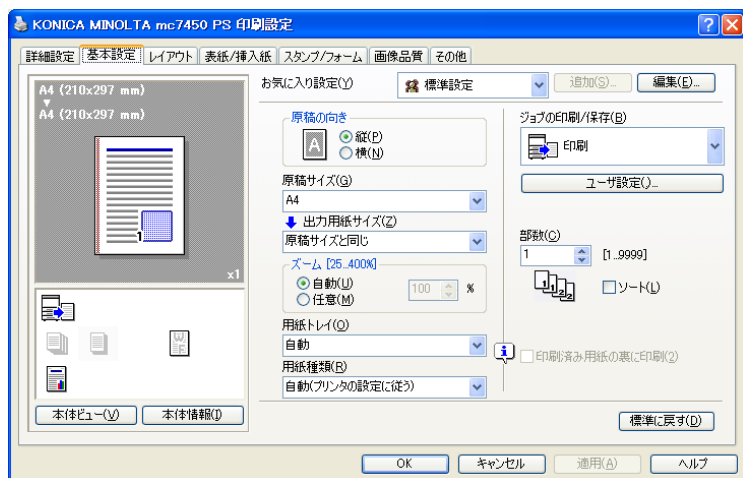 KONICA MINOLTA mc7450 PS 印刷設定
詳細設定 基本設定 レイアウト 表紙/挿入紙 スタンプ/フォーム 画像品質 その他
A4 (210x297 mm)
A4 (210x297 mm)
1
x1
本体ビュー(V) 本体情報(I)
お気に入り設定(Y) 標準設定 追加(S)... 編集(E)...
原稿の向き
A
縦(P)
横(N)
原稿サイズ(G)
A4
出力用紙サイズ(Z)
原稿サイズと同じ
ズーム [25..400%]
自動(U)
任意(M)
100 %
用紙トレイ(O)
自動
用紙種類(R)
自動(プリンタの設定に従う)
ジョブの印刷/保存(B)
印刷
ユーザ設定(J)...
部数(C)
1 [1..9999]
1 1 2 2
ソート(L)
印刷済み用紙の裏に印刷(2)
標準に戻す(D)
OK キャンセル 適用(A) ヘルプ